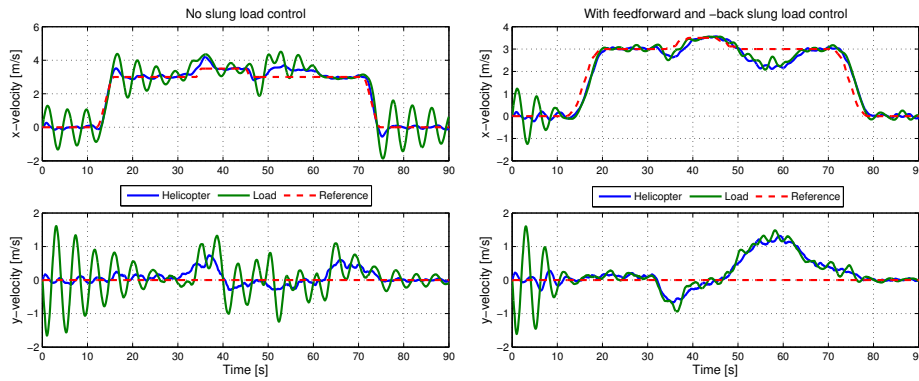 No slung load control
With feedforward and −back slung load control
x−velocity [m/s]
6
4
2
0
−2
0 10 20 30 40 50 60 70 80 90
x−velocity [m/s]
4
3
2
1
0
−1
−2
0 10 20 30 40 50 60 70 80 90
Helicopter Load Reference
Helicopter Load Reference
y−velocity [m/s]
2
1
0
−1
−2
0 10 20 30 40 50 60 70 80 90
Time [s]
y−velocity [m/s]
2
1
0
−1
−2
0 10 20 30 40 50 60 70 80 90
Time [s]